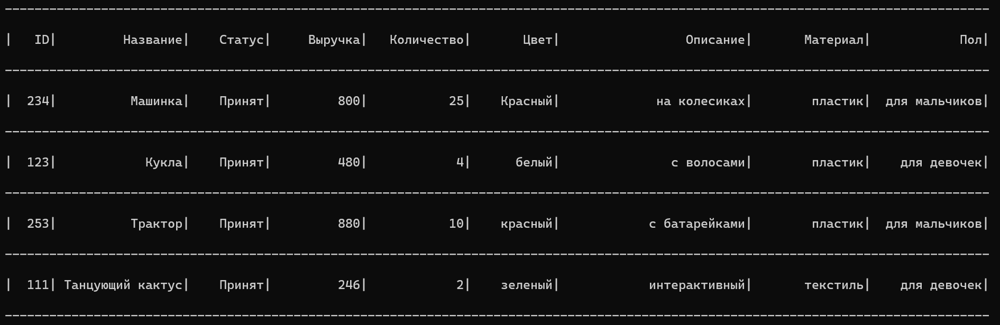 | ID| Название| Статус| Выручка| Количество| Цвет| Описание| Материал| Пол|
| 234| Машинка| Принят| 800| 25| Красный| на колесиках| пластик| для мальчиков|
| 123| Кукла| Принят| 480| 4| белый| с волосами| пластик| для девочек|
| 253| Трактор| Принят| 880| 10| красный| с батарейками| пластик| для мальчиков|
| 111| Танцующий кактус| Принят| 246| 2| зеленый| интерактивный| текстиль| для девочек|